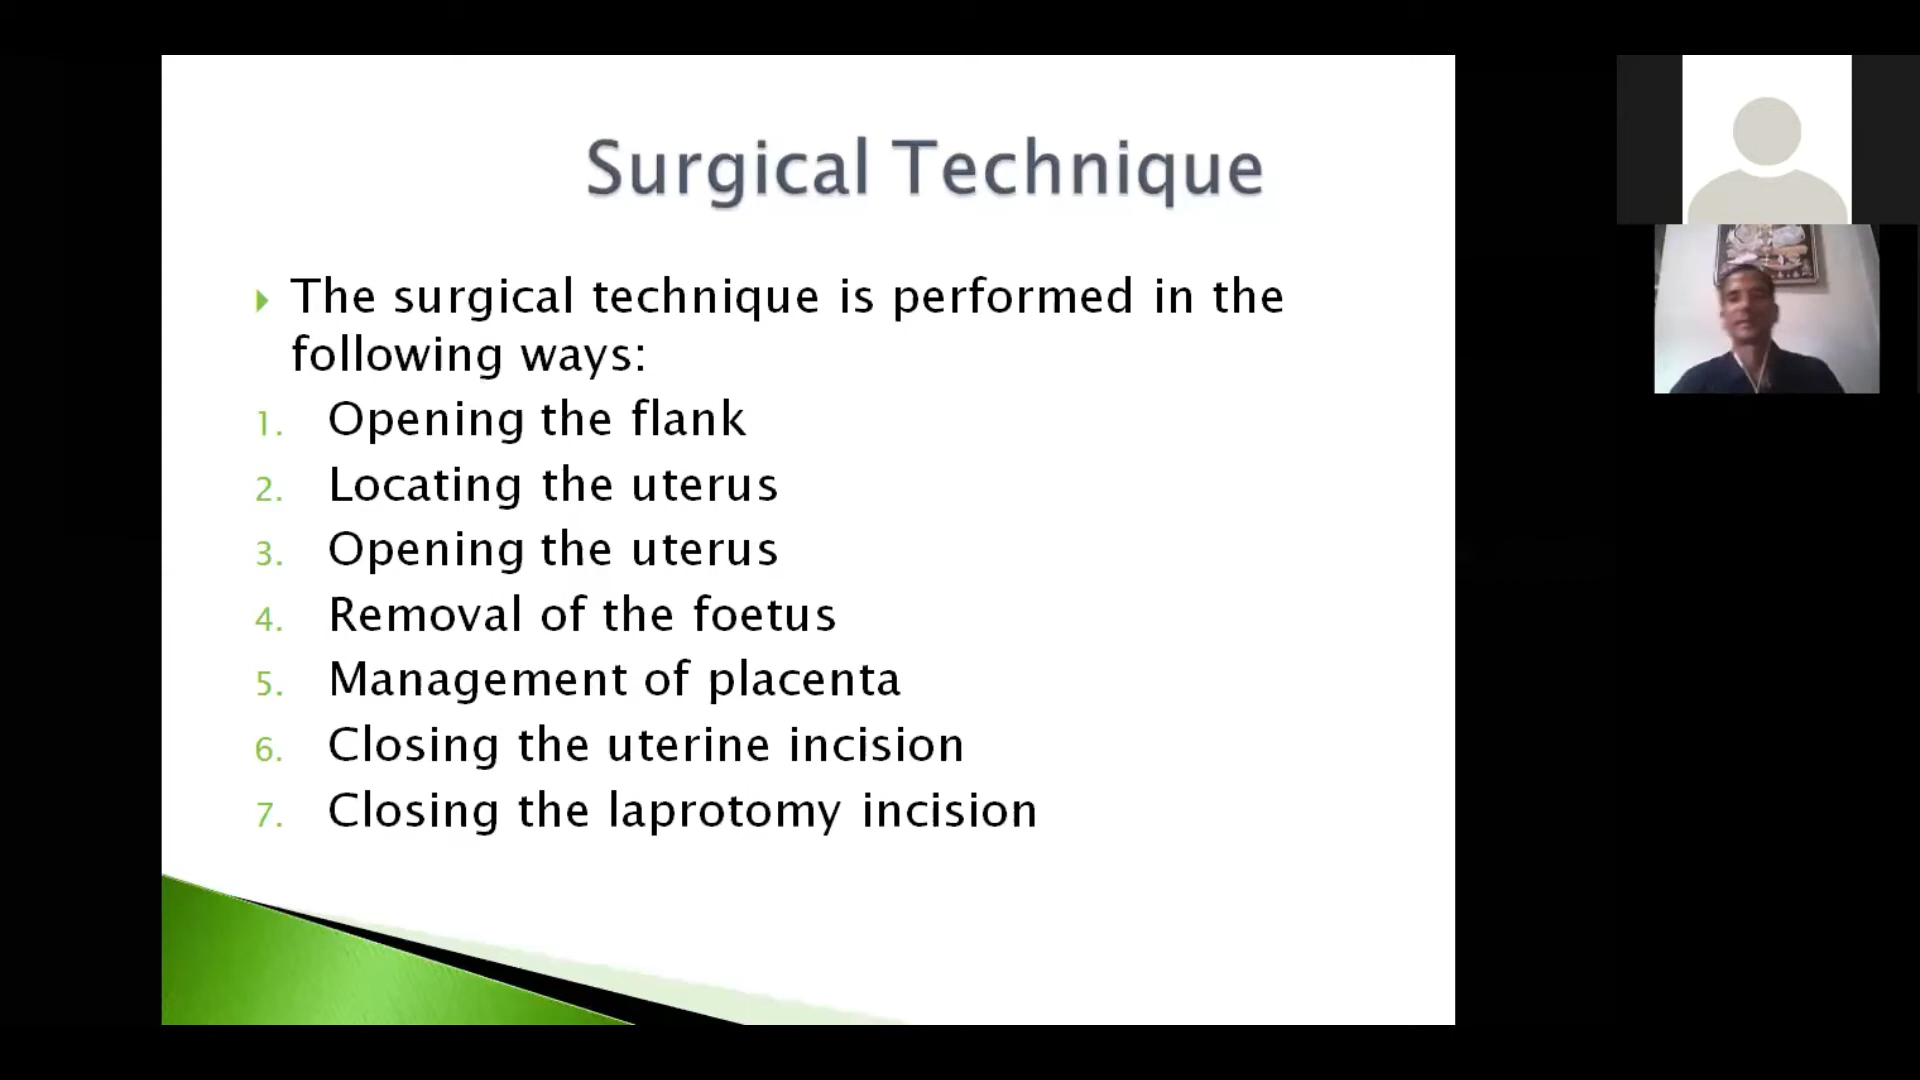 Surgical Technique
The surgical technique is performed in the
following ways:
1. Opening the flank
2. Locating the uterus
3. Opening the uterus
4. Removal of the foetus
5. Management of placenta
6. Closing the uterine incision
7. Closing the laprotomy incision